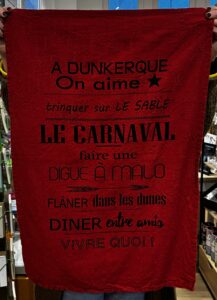 A DUNKERQUE
On aime ★
trinquer sur LE SABLE
LE CARNAVAL
faire une
DIGUE À MALO
FLÂNER dans les dunes
DINER entre amis
VIVRE QUOI !